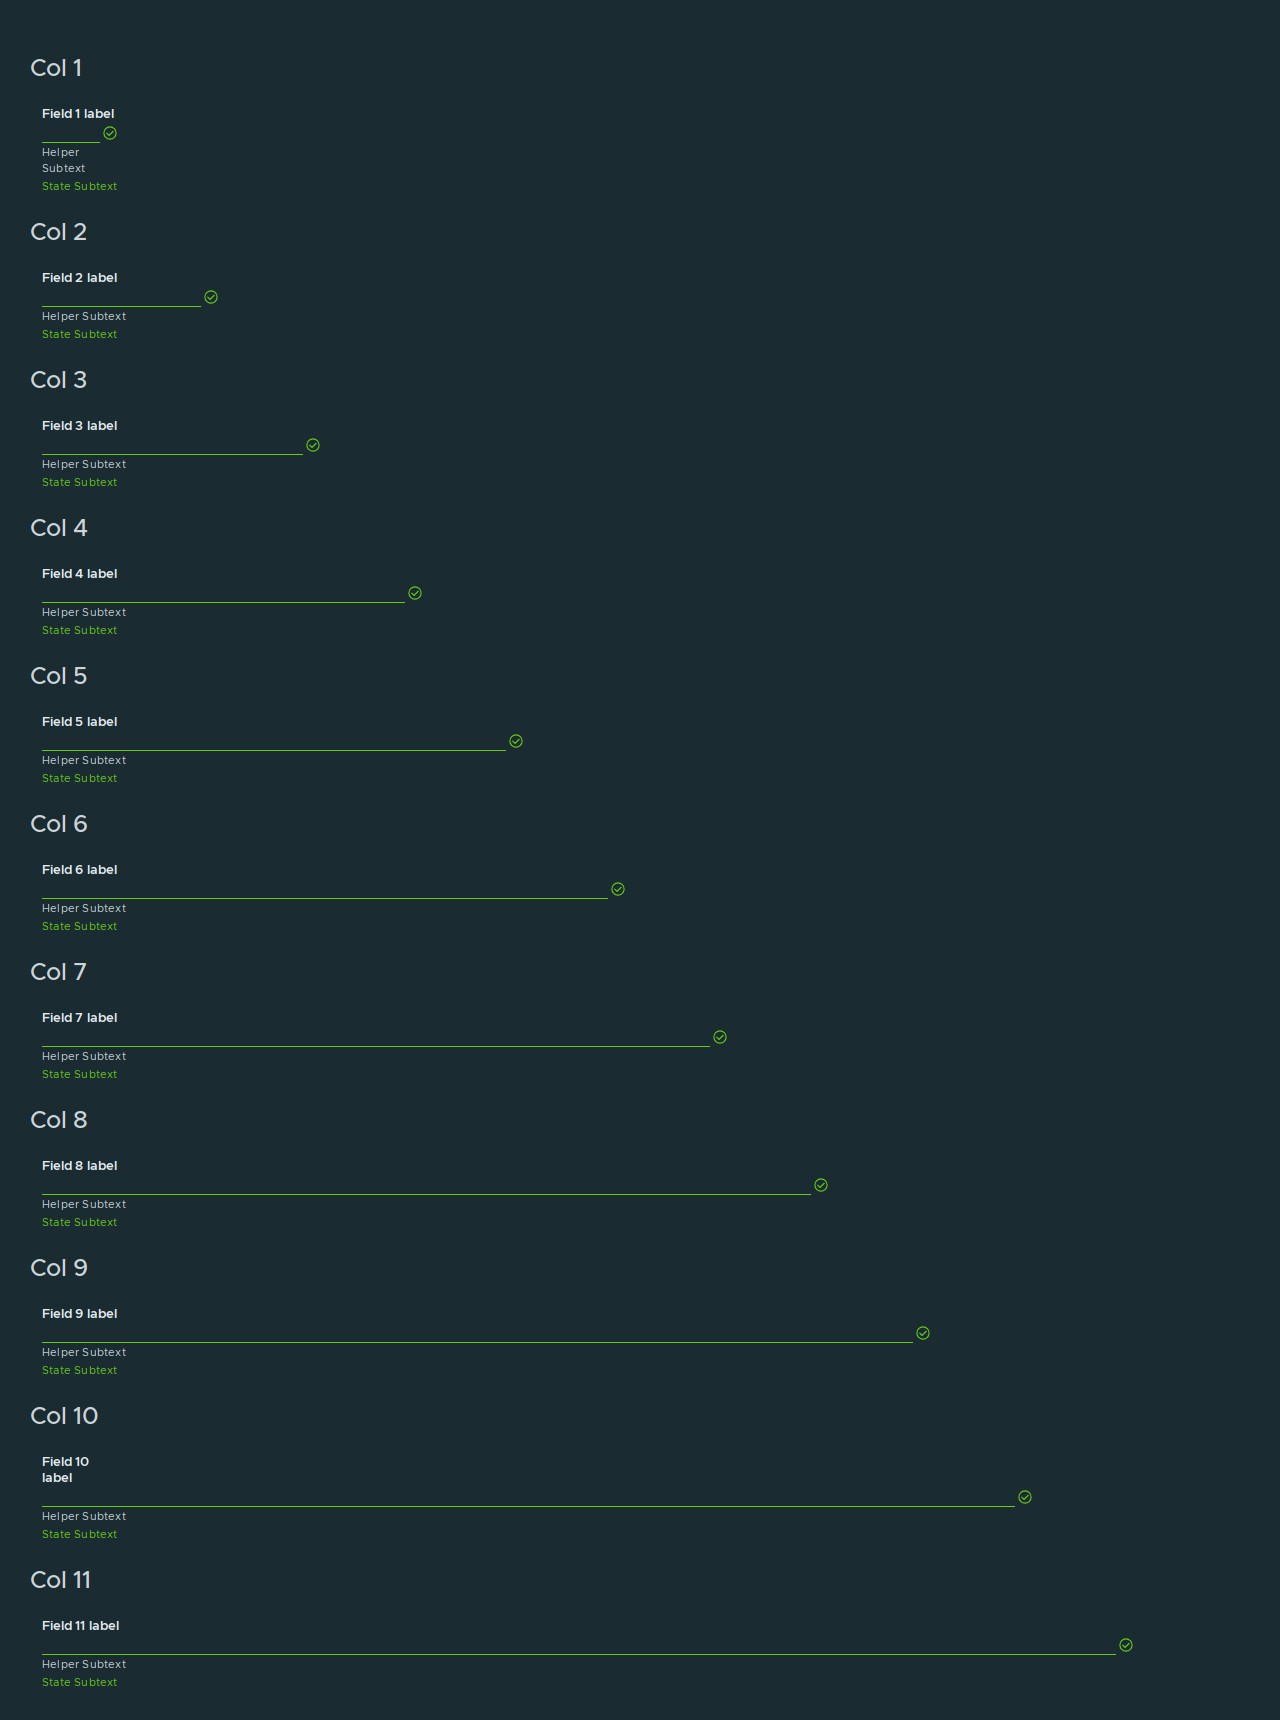 Col 1
Field 1 label
Helper
Subtext
State Subtext
Col 2
Field 2 label
Helper Subtext
State Subtext
Col 3
Field 3 label
Helper Subtext
State Subtext
Col 4
Field 4 label
Helper Subtext
State Subtext
Col 5
Field 5 label
Helper Subtext
State Subtext
Col 6
Field 6 label
Helper Subtext
State Subtext
Col 7
Field 7 label
Helper Subtext
State Subtext
Col 8
Field 8 label
Helper Subtext
State Subtext
Col 9
Field 9 label
Helper Subtext
State Subtext
Col 10
Field 10
label
Helper Subtext
State Subtext
Col 11
Field 11 label
Helper Subtext
State Subtext